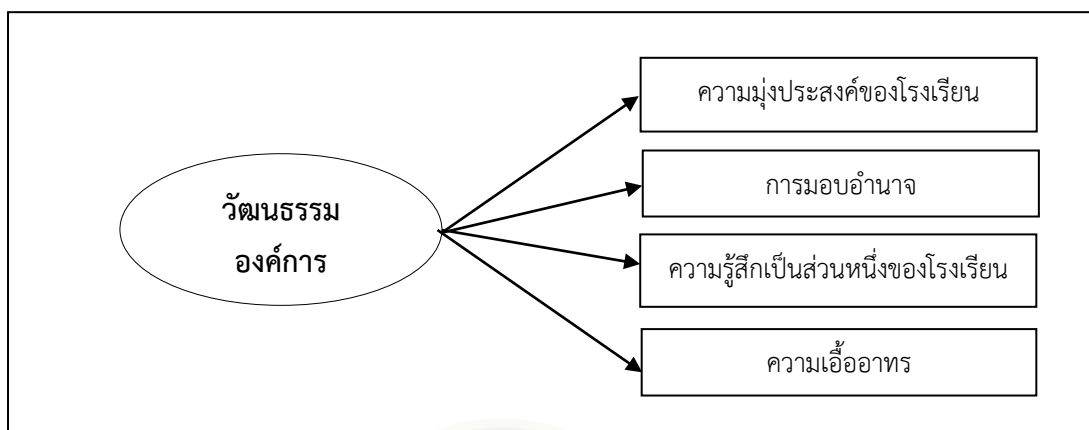 วัฒนธรรม
องค์การ
ความมุ่งประสงค์ของโรงเรียน
การมอบอำนาจ
ความรู้สึกเป็นส่วนหนึ่งของโรงเรียน
ความเอื้ออาทร